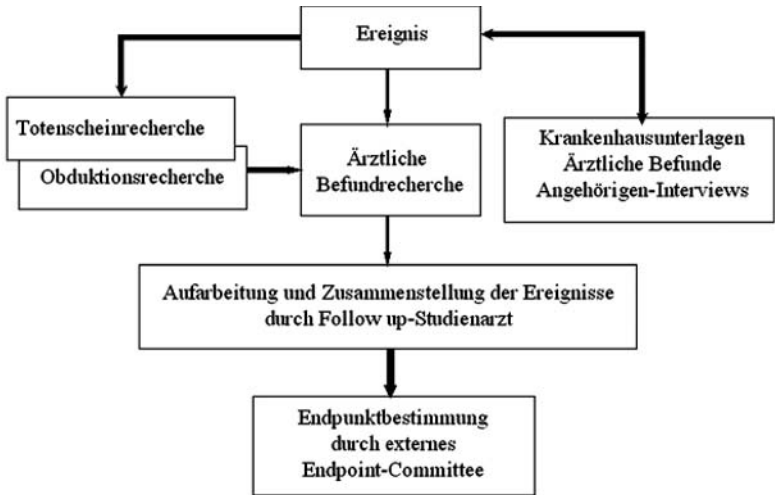 Ereignis
Totenscheinrecherche
Obduktionsrecherche
Ärztliche
Befundrecherche
Krankenhausunterlagen
Ärztliche Befunde
Angehörigen-Interviews
Aufarbeitung und Zusammenstellung der Ereignisse
durch Follow up-Studienarzt
Endpunktbestimmung
durch externes
Endpoint-Committee